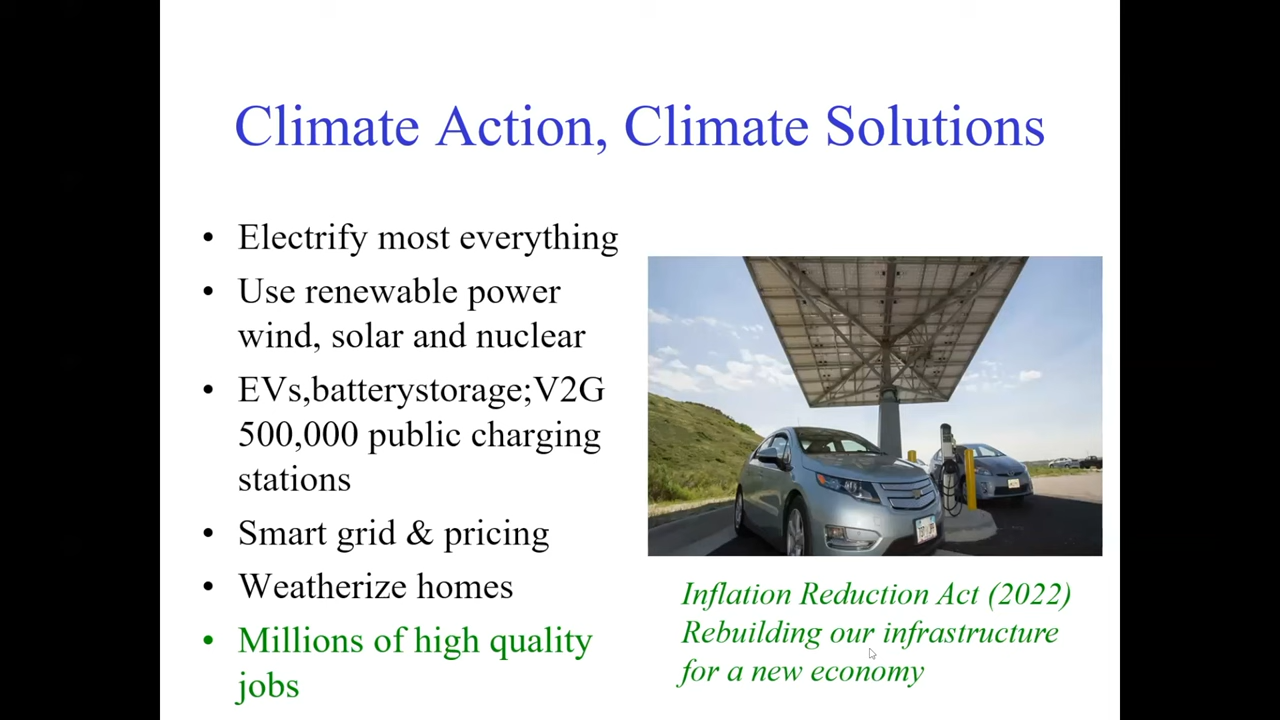 Climate Action, Climate Solutions
• Electrify most everything
• Use renewable power
wind, solar and nuclear
• EVs,batterystorage;V2G
500,000 public charging
stations
• Smart grid & pricing
• Weatherize homes
• Millions of high quality
jobs
Inflation Reduction Act (2022)
Rebuilding our infrastructure
for a new economy